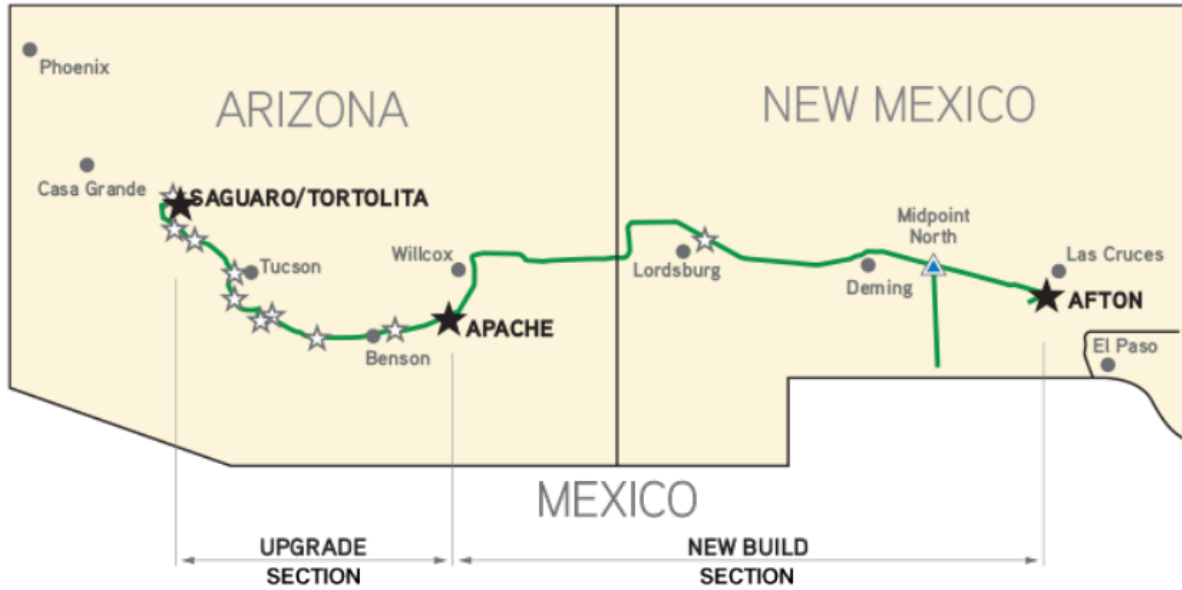 Phoenix
ARIZONA
NEW MEXICO
Casa Grande
SAGUARO/TORTOLITA
Tucson
Willcox
Lordsburg
Midpoint
North
Deming
Las Cruces
AFTON
APACHE
Benson
El Paso
MEXICO
UPGRADE
SECTION
NEW BUILD
SECTION